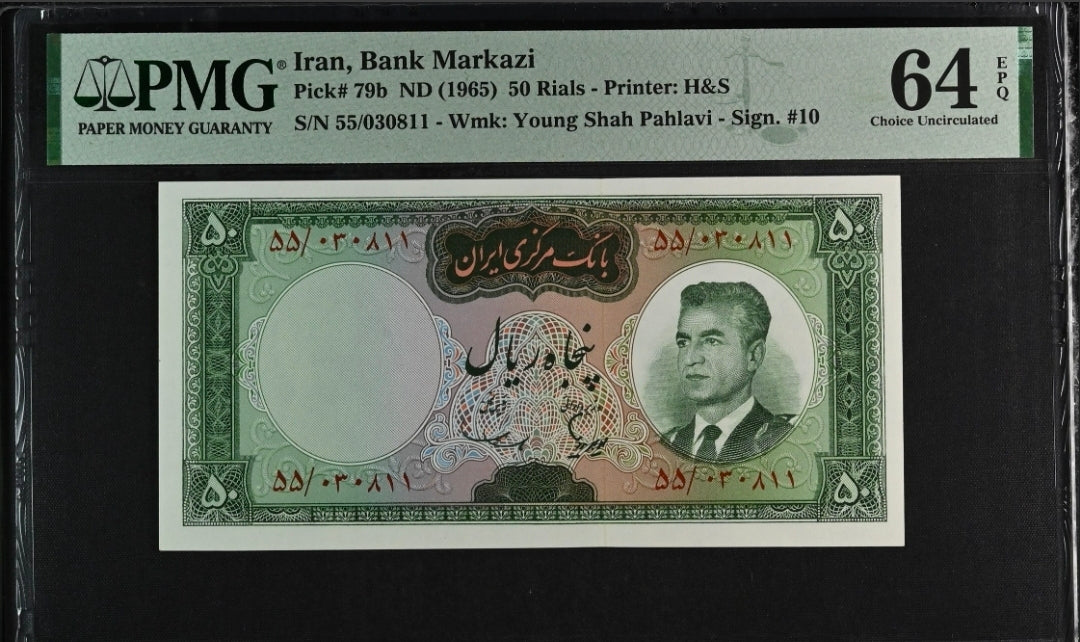 PMG®
PAPER MONEY GUARANTY
Iran, Bank Markazi
Pick# 79b ND (1965) 50 Rials - Printer: H&S
S/N 55/030811 - Wmk: Young Shah Pahlavi - Sign. #10
64
EPQ
Choice Uncirculated
۵۰
۵۰
۵۵/۰۳۰۸۱۱
۵۵/۰۳۰۸۱۱
بانک مرکزی ایران
پنجاه ریال
۵۵/۰۳۰۸۱۱
۵۵/۰۳۰۸۱۱
۵۰
۵۰